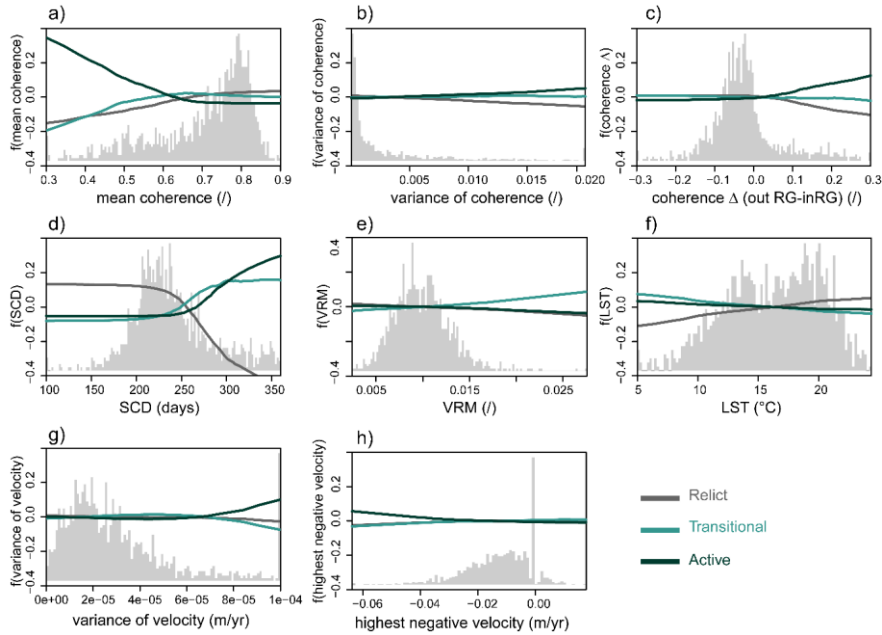 a)
f(mean coherence)
0.2
0.0
−0.2
−0.4
0.3 0.4 0.5 0.6 0.7 0.8 0.9
mean coherence (/)
b)
f(variance of coherence)
0.2
0.0
−0.2
−0.4
0.005 0.010 0.015 0.020
variance of coherence (/)
c)
f(coherence Δ)
0.2
0.0
−0.2
−0.4
−0.3 −0.2 −0.1 0.0 0.1 0.2 0.3
coherence Δ (out RG-inRG) (/)
d)
f(SCD)
0.2
0.0
−0.2
−0.4
100 150 200 250 300 350
SCD (days)
e)
f(VRM)
0.4
0.2
0.0
−0.2
−0.4
0.005 0.015 0.025
VRM (/)
f)
f(LST)
0.2
0.0
−0.2
−0.4
5 10 15 20
LST (°C)
g)
f(variance of velocity)
0.2
0.0
−0.2
−0.4
0e+00 2e−05 4e−05 6e−05 8e−05 1e−04
variance of velocity (m/yr)
h)
f(highest negative velocity)
0.2
0.0
−0.2
−0.4
−0.06 −0.04 −0.02 0.00
highest negative velocity (m/yr)
Relict
Transitional
Active